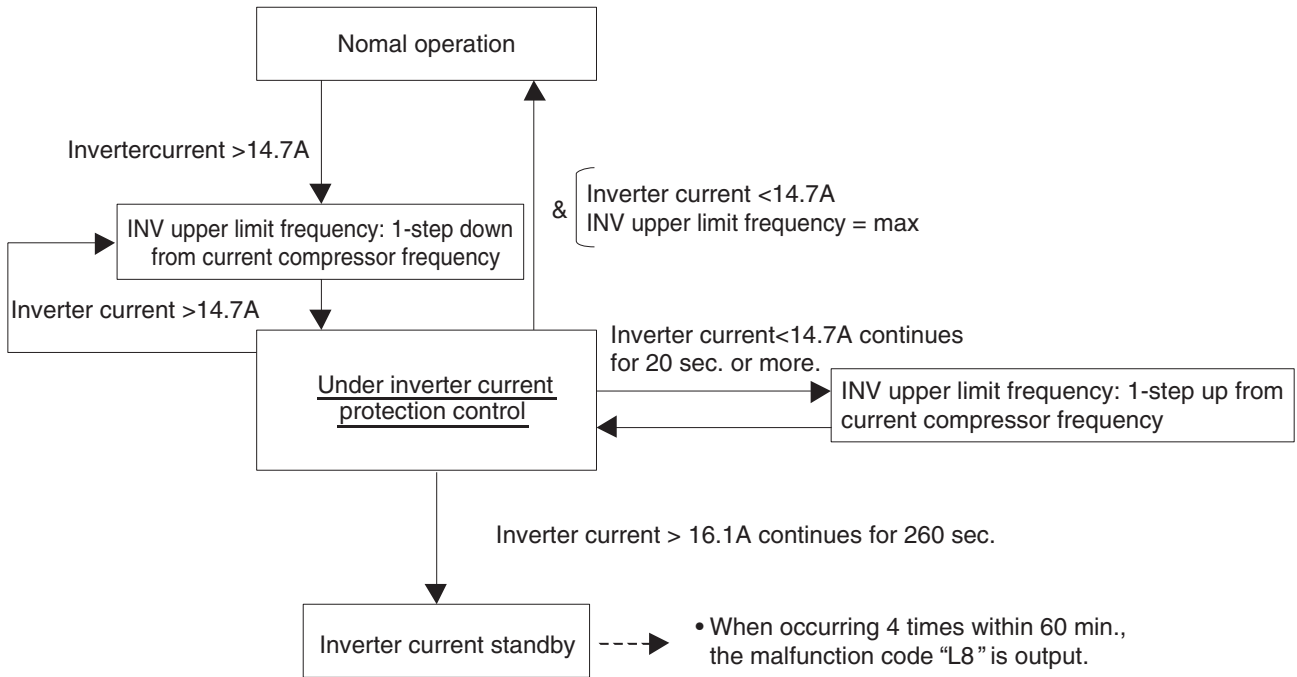 Nomal operation
Invertercurrent >14.7A
&
Inverter current <14.7A
INV upper limit frequency = max
INV upper limit frequency: 1-step down
from current compressor frequency
Inverter current >14.7A
Under inverter current
protection control
Inverter current<14.7A continues
for 20 sec. or more.
INV upper limit frequency: 1-step up from
current compressor frequency
Inverter current > 16.1A continues for 260 sec.
Inverter current standby
• When occurring 4 times within 60 min.,
the malfunction code “L8” is output.